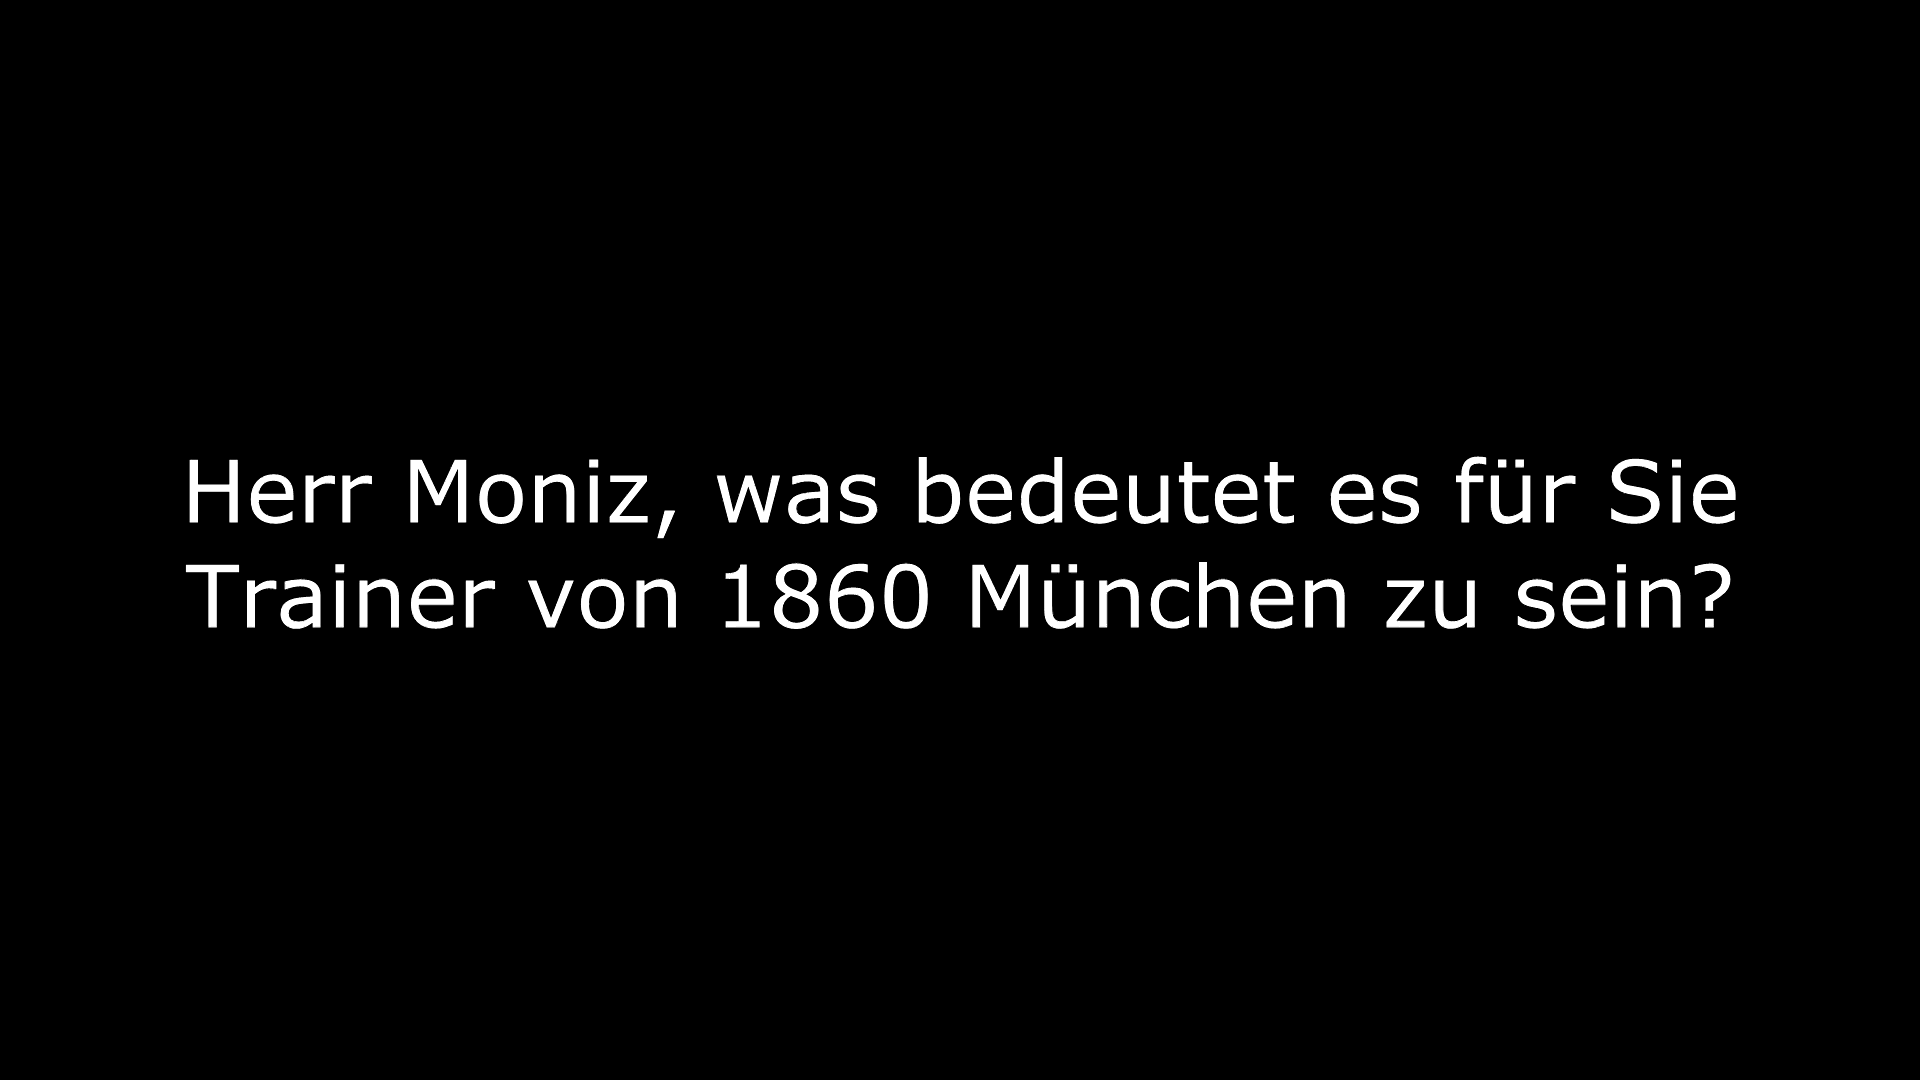 Herr Moniz, was bedeutet es für Sie
Trainer von 1860 München zu sein?